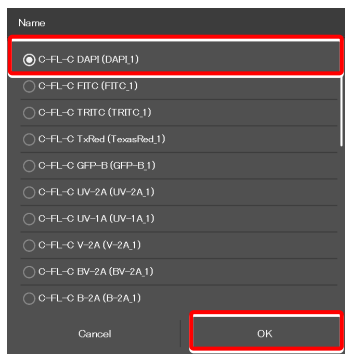 Name
C-FL-C DAPI (DAPI_1)
C-FL-C FITC (FITC_1)
C-FL-C TRITC (TRITC_1)
C-FL-C TxRed (TexasRed_1)
C-FL-C GFP-B (GFP-B_1)
C-FL-C UV-2A (UV-2A_1)
C-FL-C UV-1A (UV-1A_1)
C-FL-C V-2A (V-2A_1)
C-FL-C BV-2A (BV-2A_1)
C-FL-C B-2A (B-2A_1)
Cancel
OK